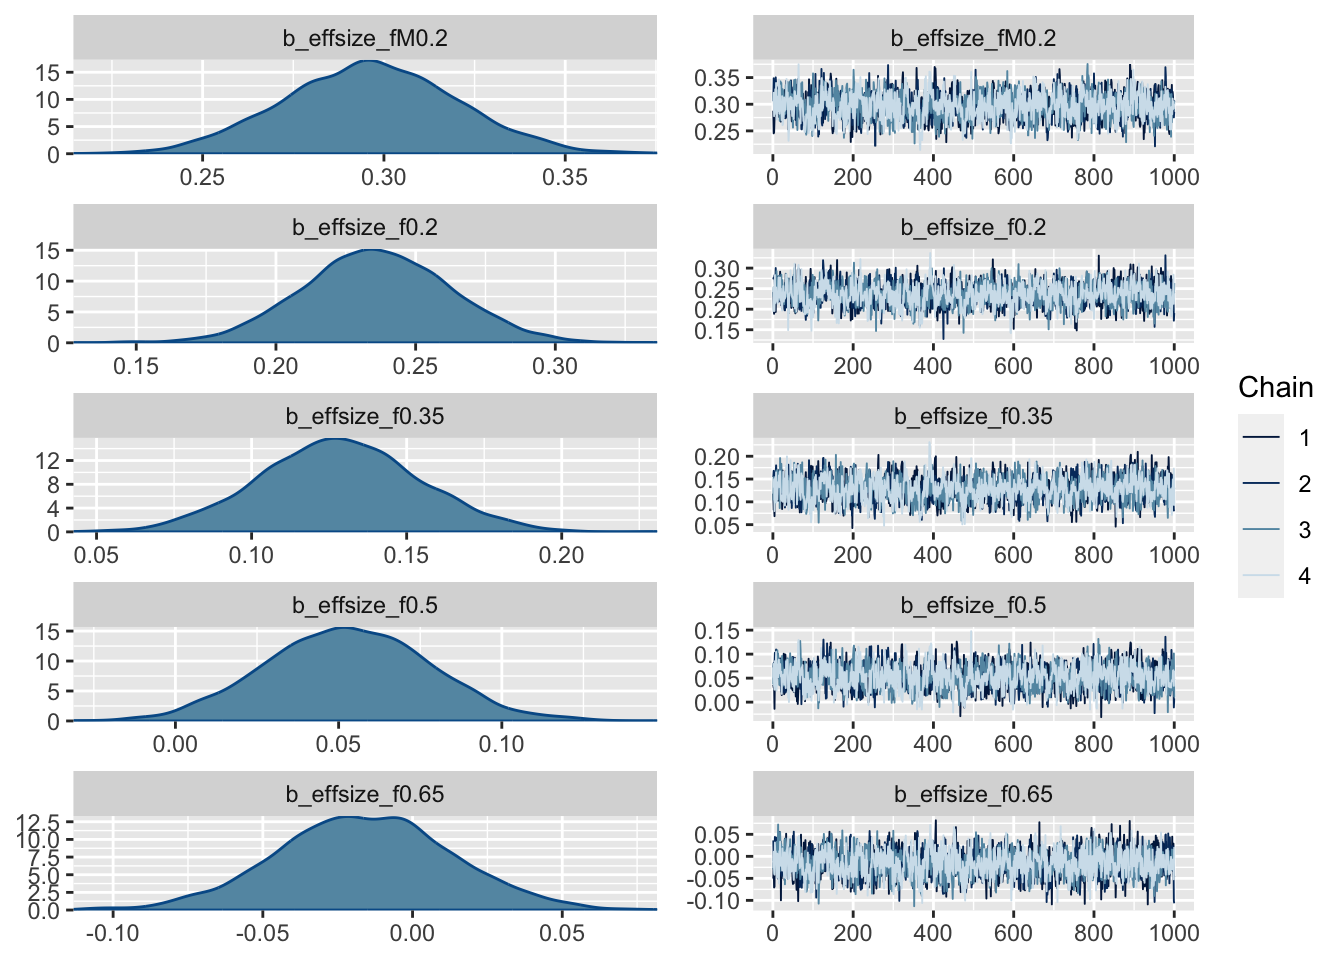 b_effsize_fM0.2
15
10
5
0
0.25 0.30 0.35
b_effsize_fM0.2
0.35
0.30
0.25
0 200 400 600 800 1000
b_effsize_f0.2
15
10
5
0
0.15 0.20 0.25 0.30
b_effsize_f0.2
0.30
0.25
0.20
0.15
0 200 400 600 800 1000
b_effsize_f0.35
12
8
4
0
0.05 0.10 0.15 0.20
b_effsize_f0.35
0.20
0.15
0.10
0.05
0 200 400 600 800 1000
b_effsize_f0.5
15
10
5
0
0.00 0.05 0.10
b_effsize_f0.5
0.15
0.10
0.05
0.00
0 200 400 600 800 1000
b_effsize_f0.65
12.5
10.0
7.5
5.0
2.5
0.0
-0.10 -0.05 0.00 0.05
b_effsize_f0.65
0.05
0.00
-0.05
-0.10
0 200 400 600 800 1000
Chain
1
2
3
4